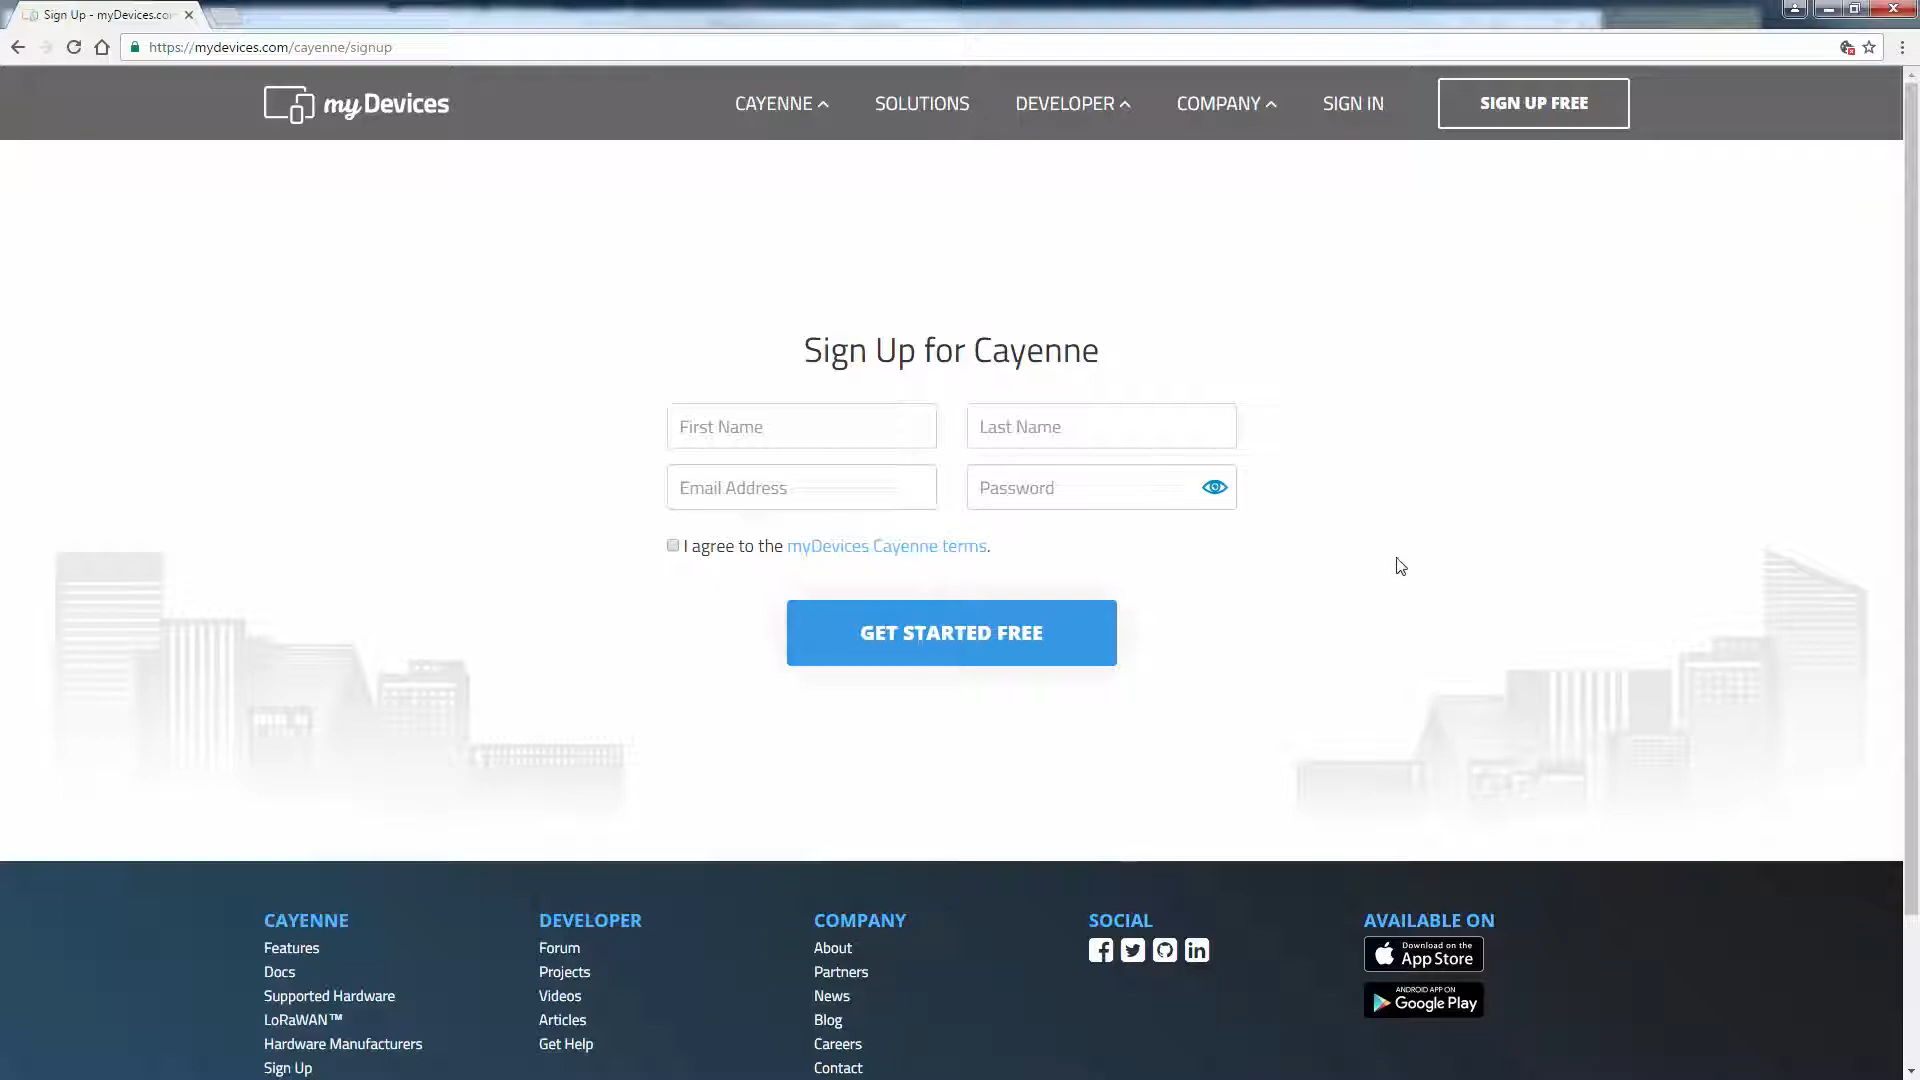 Sign Up - myDevices.co
https://mydevices.com/cayenne/signup
myDevices
CAYENNE
SOLUTIONS
DEVELOPER
COMPANY
SIGN IN
SIGN UP FREE
Sign Up for Cayenne
First Name
Last Name
Email Address
Password
I agree to the myDevices Cayenne terms.
GET STARTED FREE
CAYENNE
Features
Docs
Supported Hardware
LoRaWAN™
Hardware Manufacturers
Sign Up
DEVELOPER
Forum
Projects
Videos
Articles
Get Help
COMPANY
About
Partners
News
Blog
Careers
Contact
SOCIAL
AVAILABLE ON
Download on the
App Store
ANDROID APP ON
Google Play